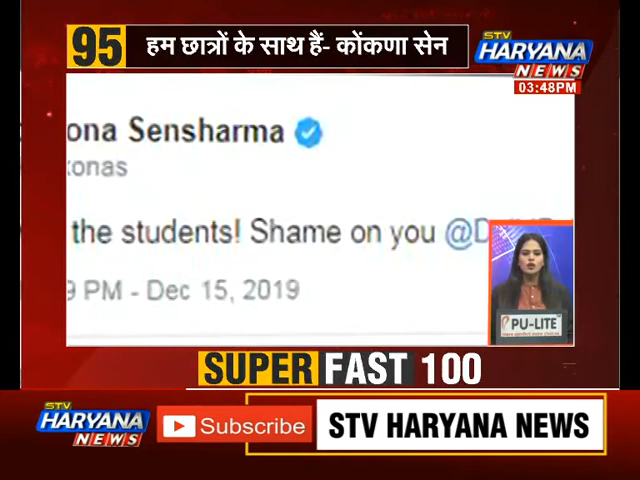 95 हम छात्रों के साथ हैं- कोंकणा सेन
STV
HARYANA
NEWS
03:48PM
ona Sensharma
konas
the students! Shame on you
9 PM - Dec 15, 2019
PU-LITE
SUPER FAST 100
STV
HARYANA
NEWS
Subscribe
STV HARYANA NEWS